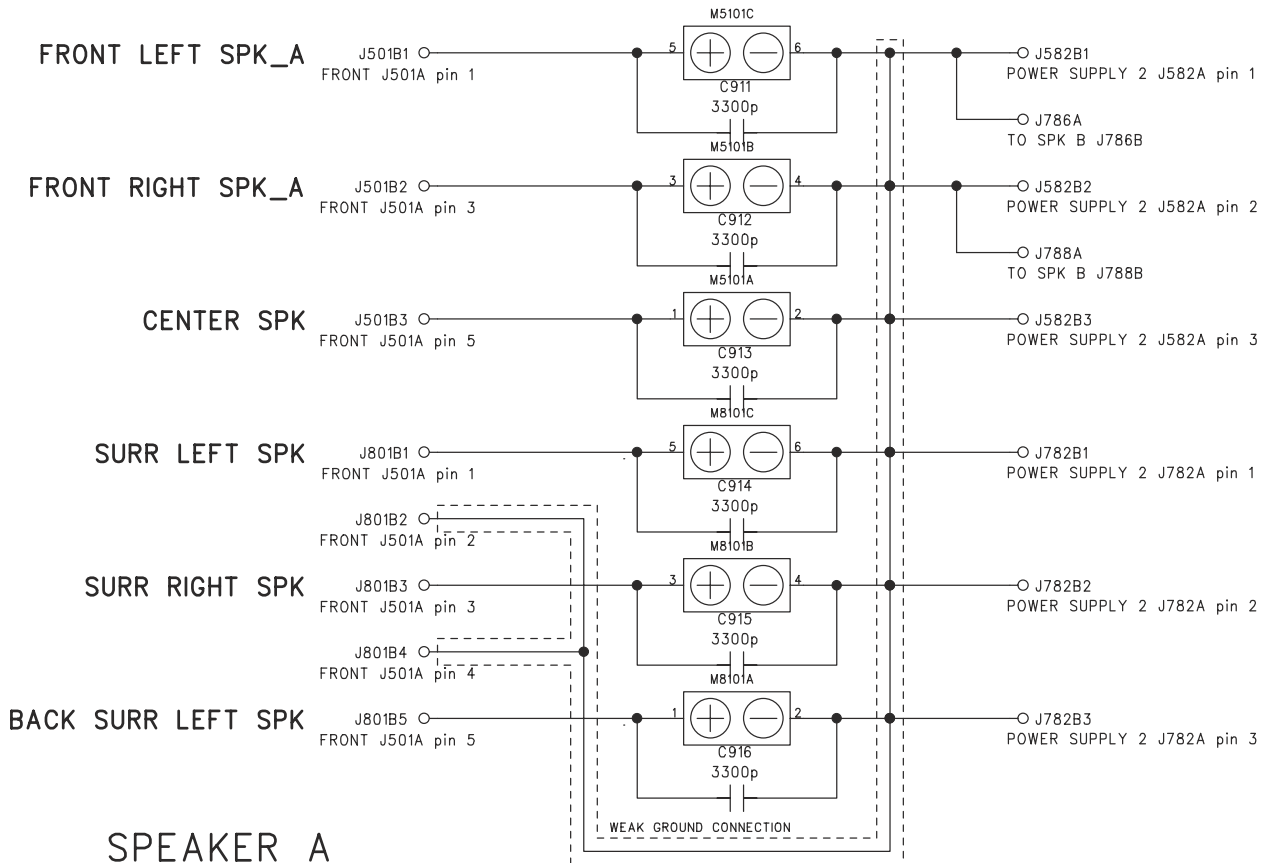 M5101C
FRONT LEFT SPK_A J501B1 5 6 J582B1
FRONT J501A pin 1 POWER SUPPLY 2 J582A pin 1
C911
3300p
J786A
TO SPK B J786B
M5101B
FRONT RIGHT SPK_A J501B2 3 4 J582B2
FRONT J501A pin 3 POWER SUPPLY 2 J582A pin 2
C912
3300p
J788A
TO SPK B J788B
M5101A
CENTER SPK J501B3 1 2 J582B3
FRONT J501A pin 5 POWER SUPPLY 2 J582A pin 3
C913
3300p
M8101C
SURR LEFT SPK J801B1 5 6 J782B1
FRONT J501A pin 1 POWER SUPPLY 2 J782A pin 1
C914
3300p
J801B2
FRONT J501A pin 2
M8101B
SURR RIGHT SPK J801B3 3 4 J782B2
FRONT J501A pin 3 POWER SUPPLY 2 J782A pin 2
C915
3300p
J801B4
FRONT J501A pin 4
M8101A
BACK SURR LEFT SPK J801B5 1 2 J782B3
FRONT J501A pin 5 POWER SUPPLY 2 J782A pin 3
C916
3300p
WEAK GROUND CONNECTION
SPEAKER A